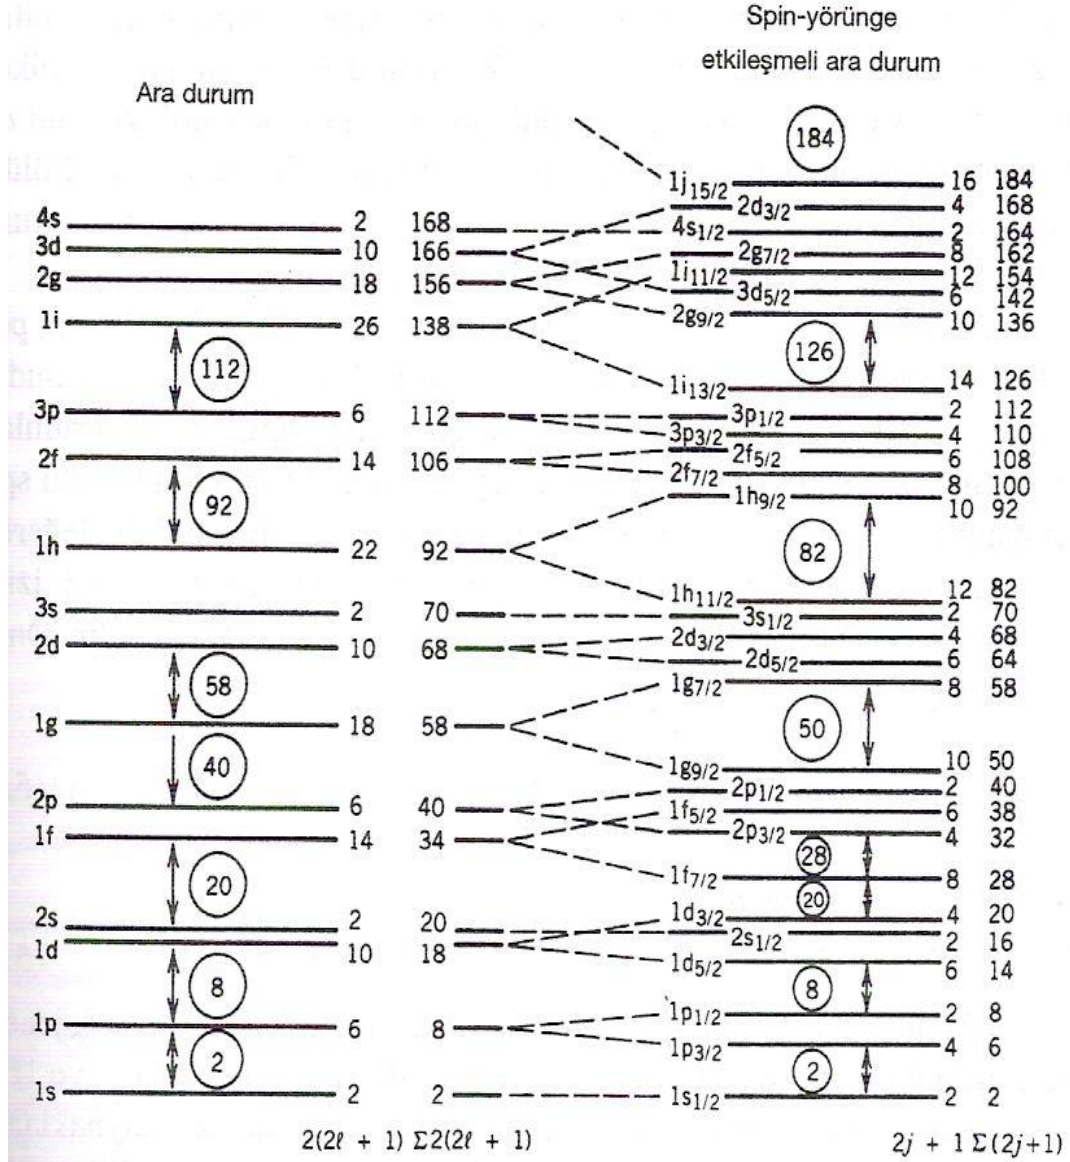 Spin-yörünge
etkileşmeli ara durum
Ara durum
184
1j15/2 16 184
2d3/2 4 168
4s 2 168 4s1/2 2 164
3d 10 166 2g7/2 8 162
2g 18 156 1i11/2 12 154
3d5/2 6 142
1i 26 138 2g9/2 10 136
112 126
1i13/2 14 126
3p 6 112 3p1/2 2 112
3p3/2 4 110
2f 14 106 2f5/2 6 108
2f7/2 8 100
92 1h9/2 10 92
1h 22 92 82
1h11/2 12 82
3s 2 70 3s1/2 2 70
2d 10 68 2d3/2 4 68
2d5/2 6 64
58 1g7/2 8 58
1g 18 58 50
40 1g9/2 10 50
2p 6 40 2p1/2 2 40
1f5/2 6 38
1f 14 34 2p3/2 4 32
28
20 1f7/2 8 28
20
2s 2 20 1d3/2 4 20
1d 10 18 2s1/2 2 16
1d5/2 6 14
8 8
1p 6 8 1p1/2 2 8
1p3/2 4 6
2 2
1s 2 2 1s1/2 2 2
2(2ℓ + 1) Σ2(2ℓ + 1) 2j + 1 Σ(2j+1)